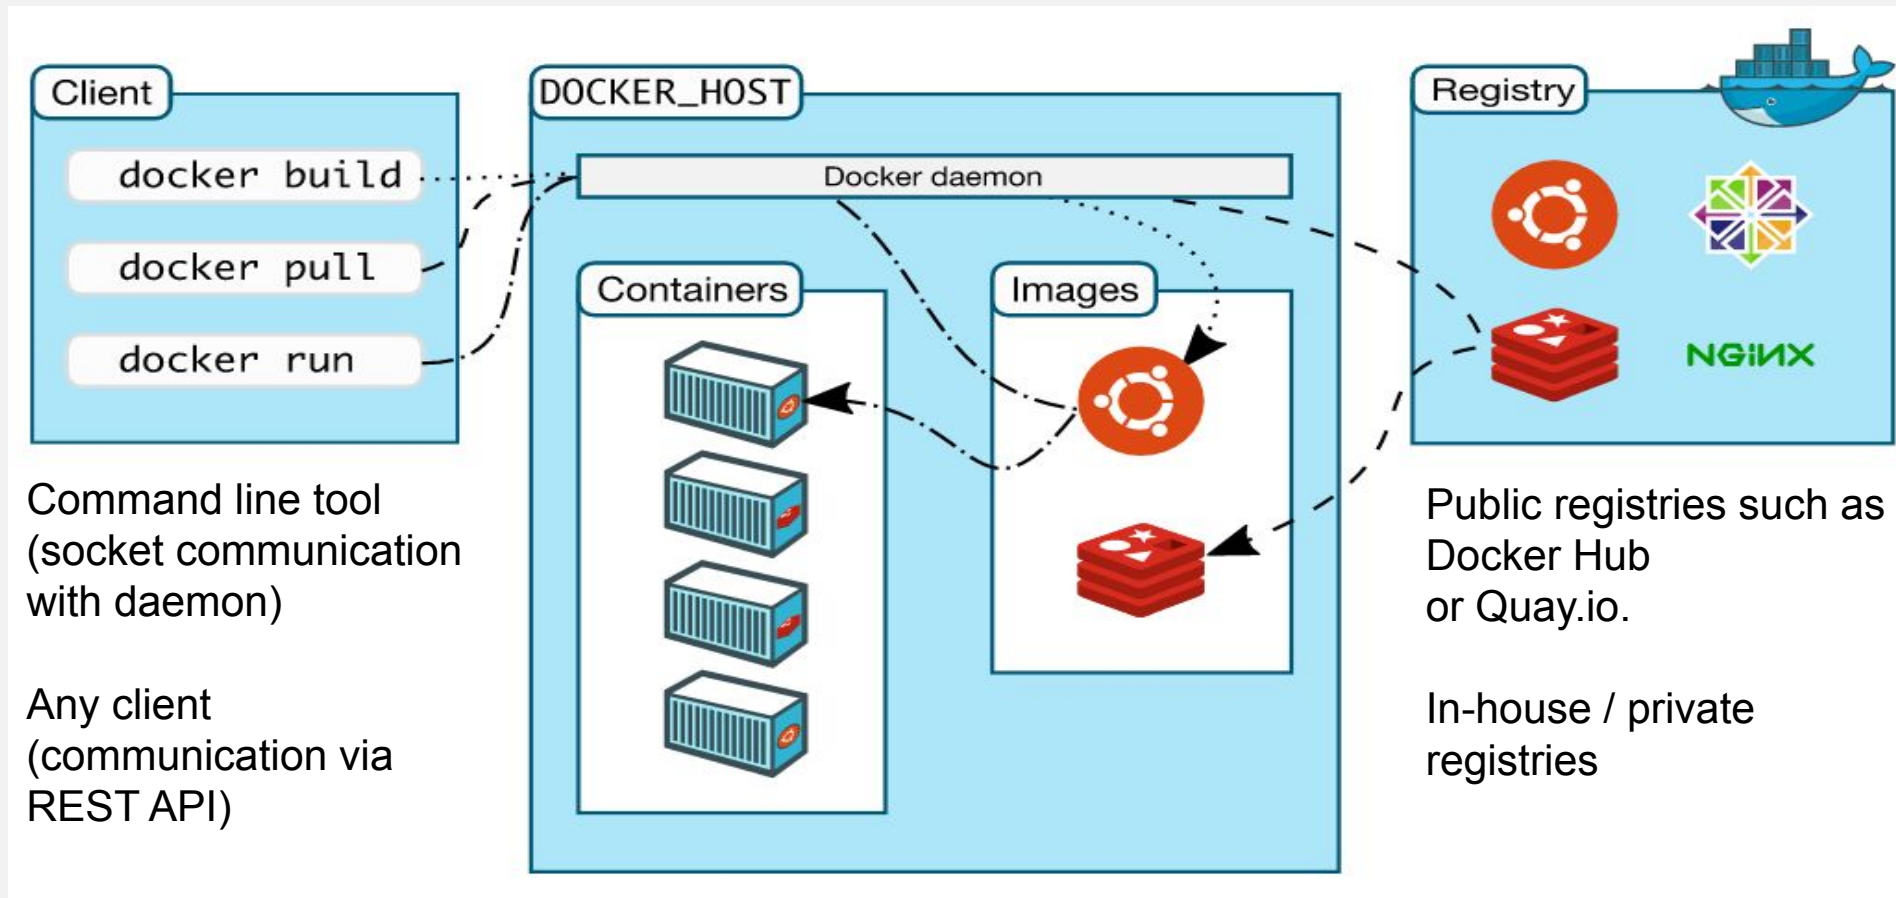 Client
docker build
docker pull
docker run
Command line tool
(socket communication
with daemon)
Any client
(communication via
REST API)
DOCKER_HOST
Docker daemon
Containers
Images
Registry
NGiNX
Public registries such as
Docker Hub
or Quay.io.
In-house / private
registries